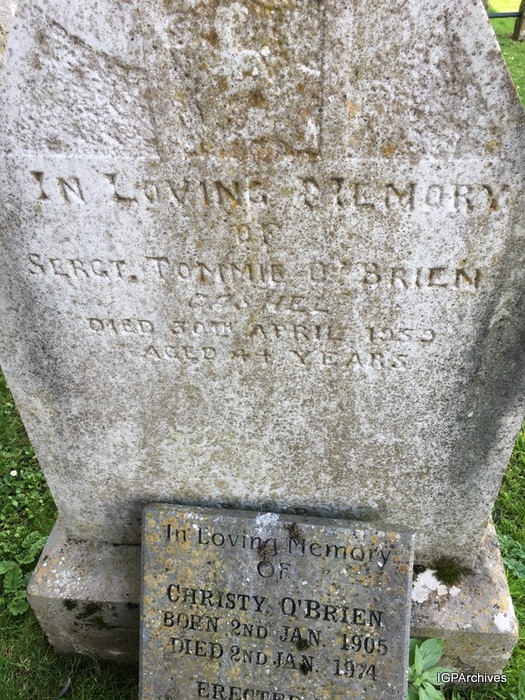 In Loving Memory
OF
SERGT. TOMMIE O'BRIEN
CASHEL
DIED 30TH APRIL
AGED 44 YEARS
In Loving Memory
OF
CHRISTY O'BRIEN
BORN 2ND JAN. 1905
DIED 2ND JAN. 1974
ERECTED
IGPArchives